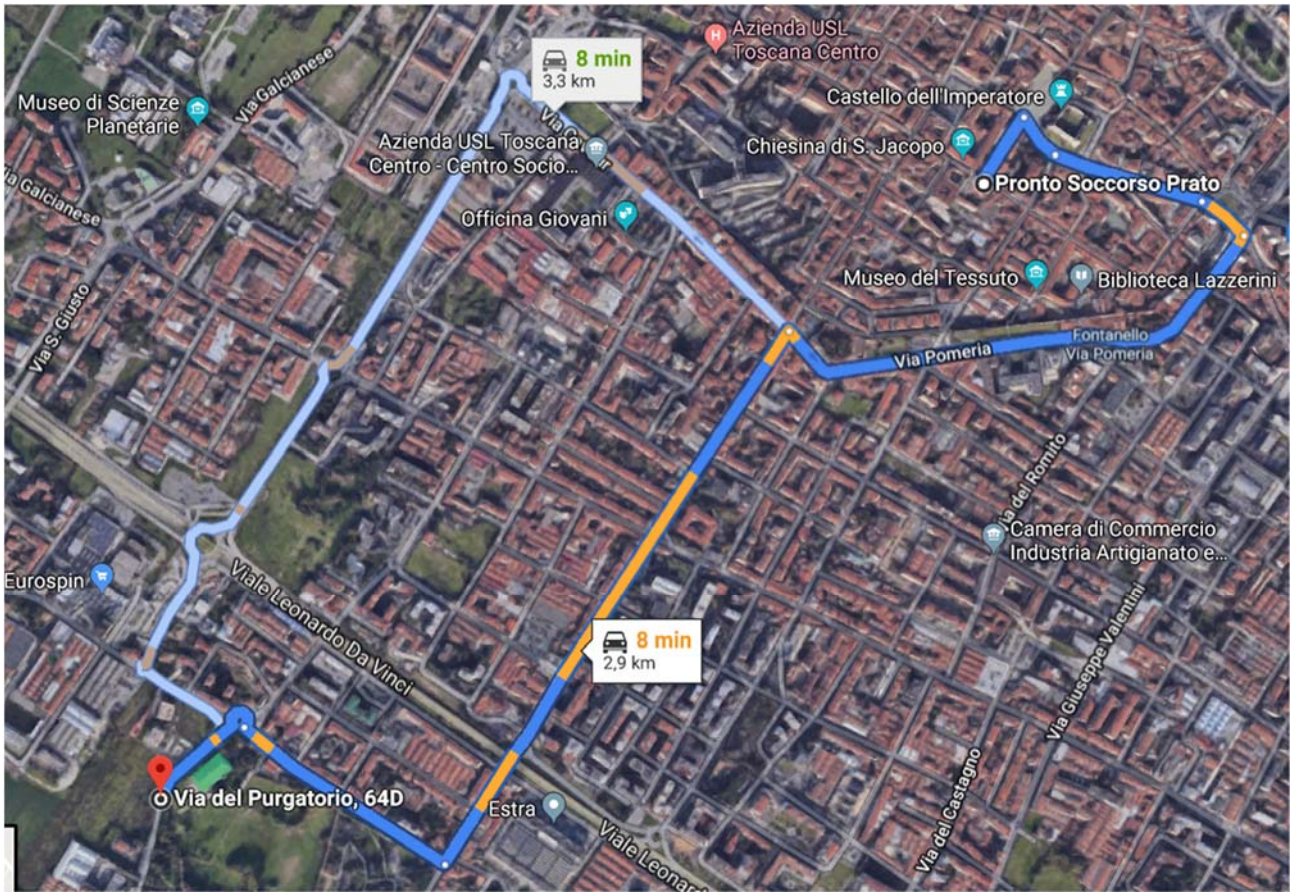 Azienda USL
Toscana Centro
8 min
3,3 km
Via Galcianese
Museo di Scienze
Planetarie
Castello dell'Imperatore
Azienda USL Toscana
Centro - Centro Socio...
Chiesina di S. Jacopo
Via Galcianese
Pronto Soccorso Prato
Officina Giovani
Museo del Tessuto
Biblioteca Lazzerini
Via S. Giusto
Via Pomeria
Fontanello
Via Pomeria
Via del Romito
Camera di Commercio
Industria Artigianato e...
Eurospin
Viale Leonardo Da Vinci
8 min
2,9 km
Via Giuseppe Valentini
Via del Purgatorio, 64D
Estra
Viale Leonard
Via del Castagno